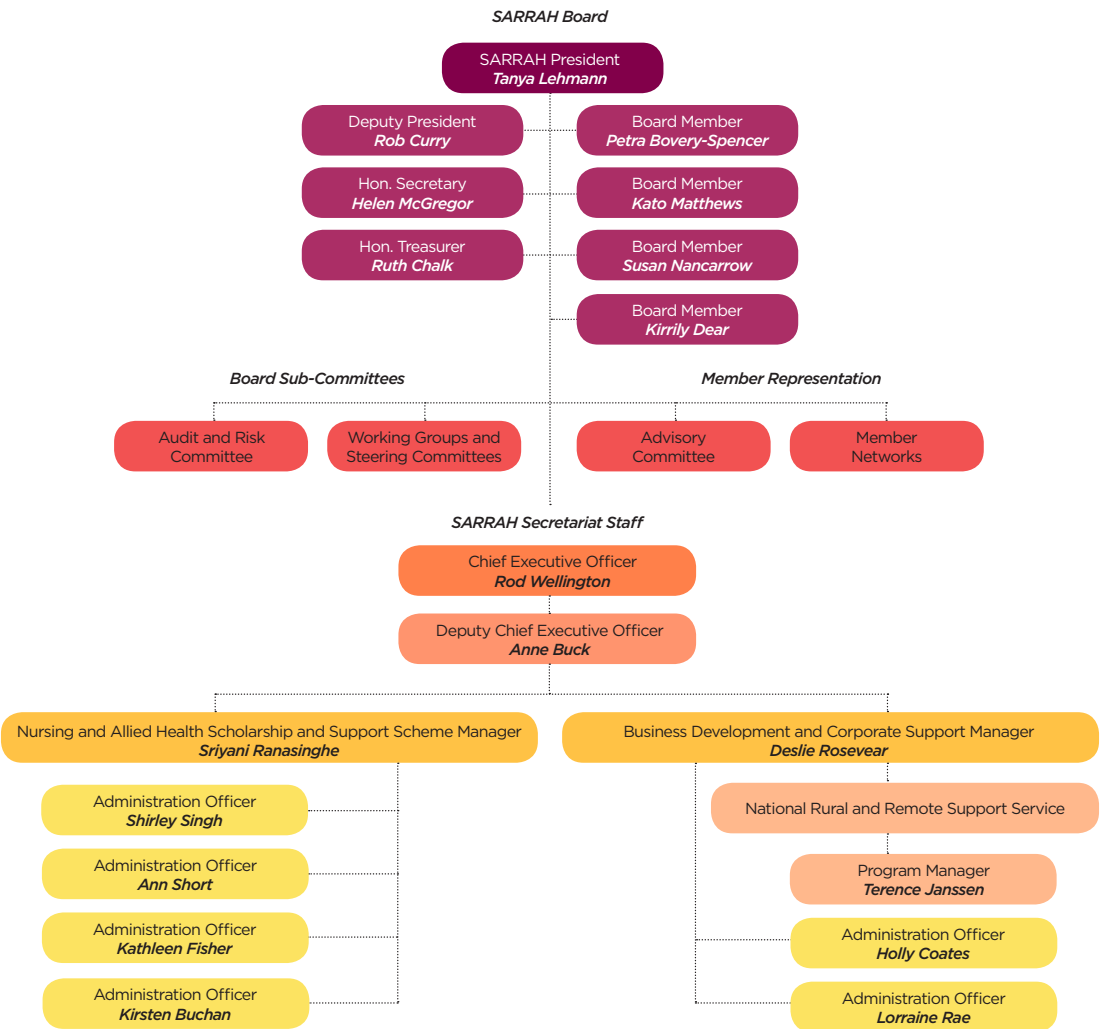 SARRAH Board
SARRAH President
Tanya Lehmann
Deputy President
Rob Curry
Board Member
Petra Bovery-Spencer
Hon. Secretary
Helen McGregor
Board Member
Kato Matthews
Hon. Treasurer
Ruth Chalk
Board Member
Susan Nancarrow
Board Member
Kirrily Dear
Board Sub-Committees
Member Representation
Audit and Risk
Committee
Working Groups and
Steering Committees
Advisory
Committee
Member
Networks
SARRAH Secretariat Staff
Chief Executive Officer
Rod Wellington
Deputy Chief Executive Officer
Anne Buck
Nursing and Allied Health Scholarship and Support Scheme Manager
Sriyani Ranasinghe
Business Development and Corporate Support Manager
Deslie Rosevear
Administration Officer
Shirley Singh
Administration Officer
Ann Short
Administration Officer
Kathleen Fisher
Administration Officer
Kirsten Buchan
National Rural and Remote Support Service
Program Manager
Terence Janssen
Administration Officer
Holly Coates
Administration Officer
Lorraine Rae